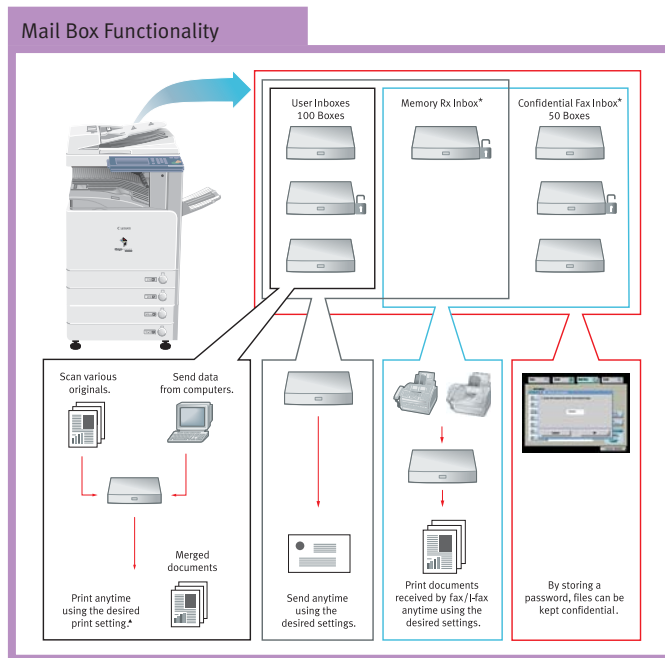 Mail Box Functionality
User Inboxes
100 Boxes
Memory Rx Inbox*
Confidential Fax Inbox*
50 Boxes
Canon
Scan various
originals.
Send data
from computers.
Merged
documents
Print anytime
using the desired
print setting.▲
Send anytime
using the
desired settings.
Print documents
received by fax/I-fax
anytime using the
desired settings.
By storing a
password, files can be
kept confidential.